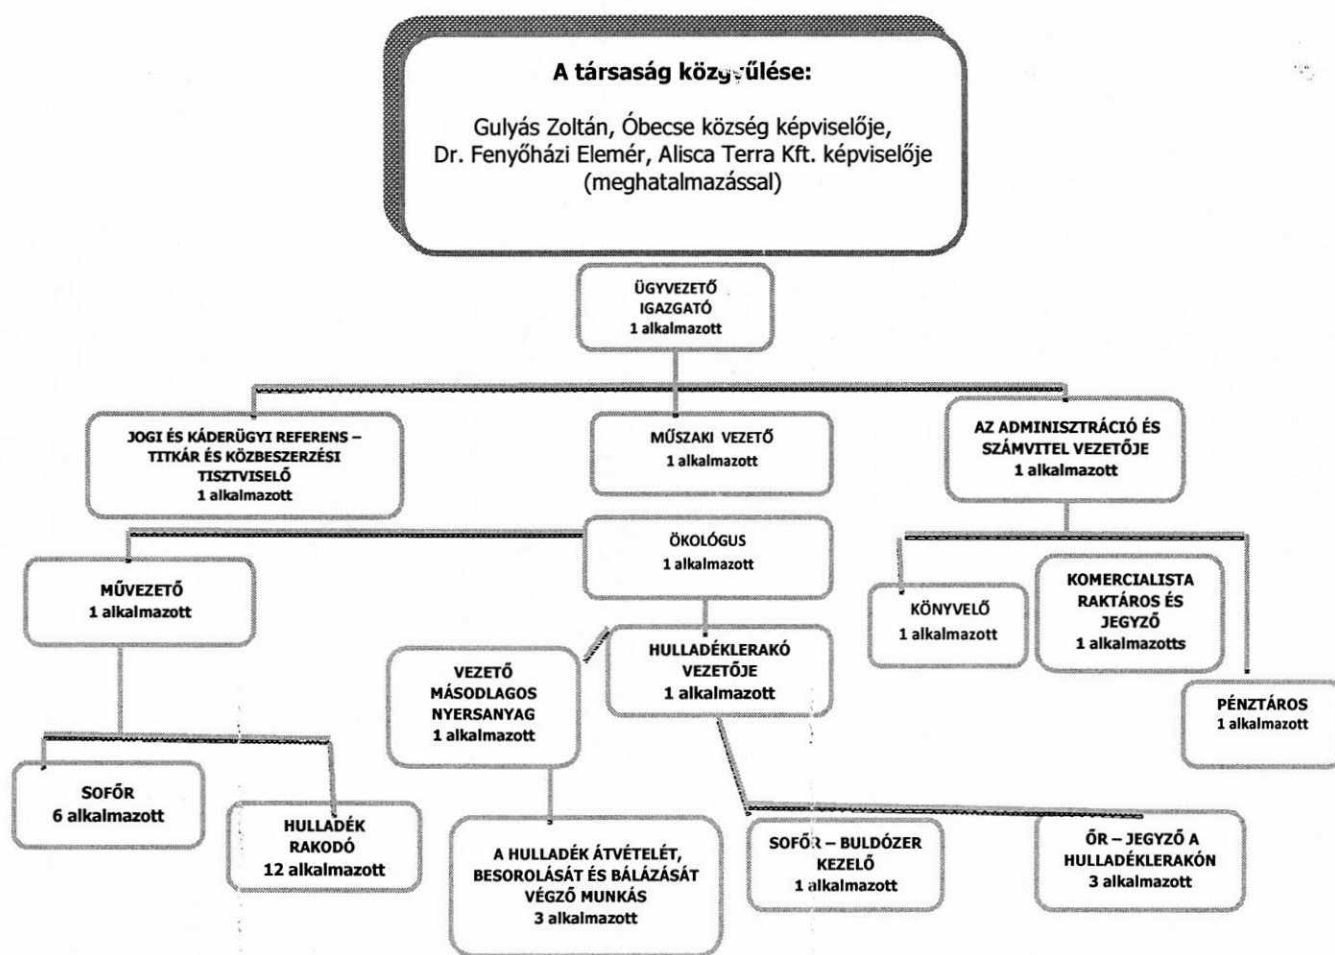 A társaság közgyűlése:
Gulyás Zoltán, Óbecse község képviselője,
Dr. Fenyőházi Elemér, Alisca Terra Kft. képviselője
(meghatalmazással)
ÜGYVEZETŐ
IGAZGATÓ
1 alkalmazott
JOGI ÉS KÁDERÜGYI REFERENS –
TITKÁR ÉS KÖZBESZERZÉSI
TISZTVISELŐ
1 alkalmazott
MŰSZAKI VEZETŐ
1 alkalmazott
AZ ADMINISZTRÁCIÓ ÉS
SZÁMVITEL VEZETŐJE
1 alkalmazott
ÖKOLÓGUS
1 alkalmazott
MŰVEZETŐ
1 alkalmazott
KÖNYVELŐ
1 alkalmazott
KOMERCIALISTA
RAKTÁROS ÉS
JEGYZŐ
1 alkalmazotts
VEZETŐ
MÁSODLAGOS
NYERSANYAG
1 alkalmazott
HULLADÉKLERAKÓ
VEZETŐJE
1 alkalmazott
PÉNZTÁROS
1 alkalmazott
SOFŐR
6 alkalmazott
HULLADÉK
RAKODÓ
12 alkalmazott
A HULLADÉK ÁTVÉTELÉT,
BESOROLÁSÁT ÉS BÁLÁZÁSÁT
VÉGZŐ MUNKÁS
3 alkalmazott
SOFŐR – BULDÓZER
KEZELŐ
1 alkalmazott
ŐR – JEGYZŐ A
HULLADÉKLERAKÓN
3 alkalmazott